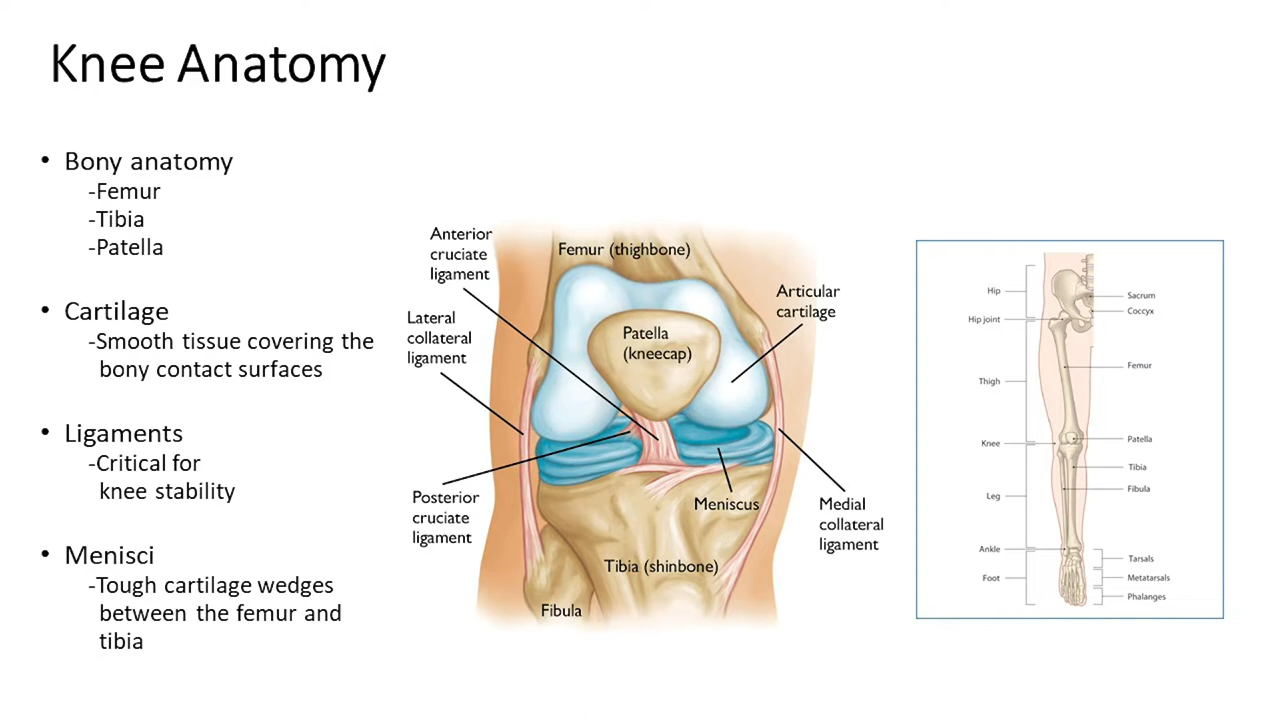 Knee Anatomy
• Bony anatomy
-Femur
-Tibia
-Patella
• Cartilage
-Smooth tissue covering the
bony contact surfaces
• Ligaments
-Critical for
knee stability
• Menisci
-Tough cartilage wedges
between the femur and
tibia
Anterior
cruciate
ligament
Femur (thighbone)
Articular
cartilage
Lateral
collateral
ligament
Patella
(kneecap)
Posterior
cruciate
ligament
Meniscus
Medial
collateral
ligament
Tibia (shinbone)
Fibula
Hip
Hip joint
Thigh
Knee
Leg
Ankle
Foot
Sacrum
Coccyx
Femur
Patella
Tibia
Fibula
Tarsals
Metatarsals
Phalanges